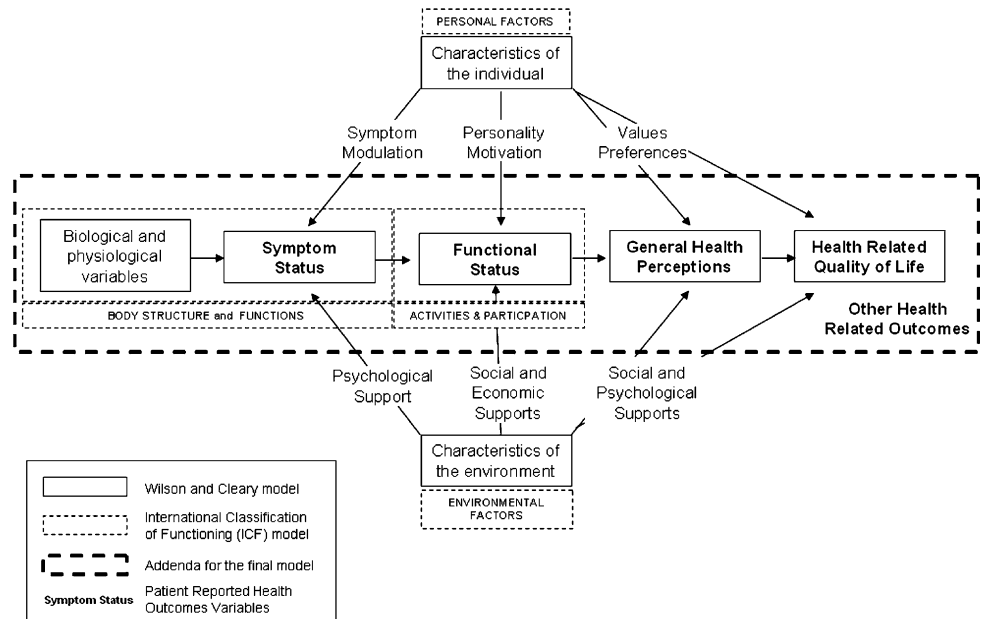 PERSONAL FACTORS
Characteristics of
the individual
Symptom
Modulation
Personality
Motivation
Values
Preferences
Biological and
physiological
variables
Symptom
Status
Functional
Status
General Health
Perceptions
Health Related
Quality of Life
BODY STRUCTURE and FUNCTIONS
ACTIVITIES & PARTICPATION
Other Health
Related Outcomes
Psychological
Support
Social and
Economic
Supports
Social and
Psychological
Supports
Characteristics of
the environment
ENVIRONMENTAL
FACTORS
Wilson and Cleary model
International Classification
of Functioning (ICF) model
Addenda for the final model
Symptom Status
Patient Reported Health
Outcomes Variables